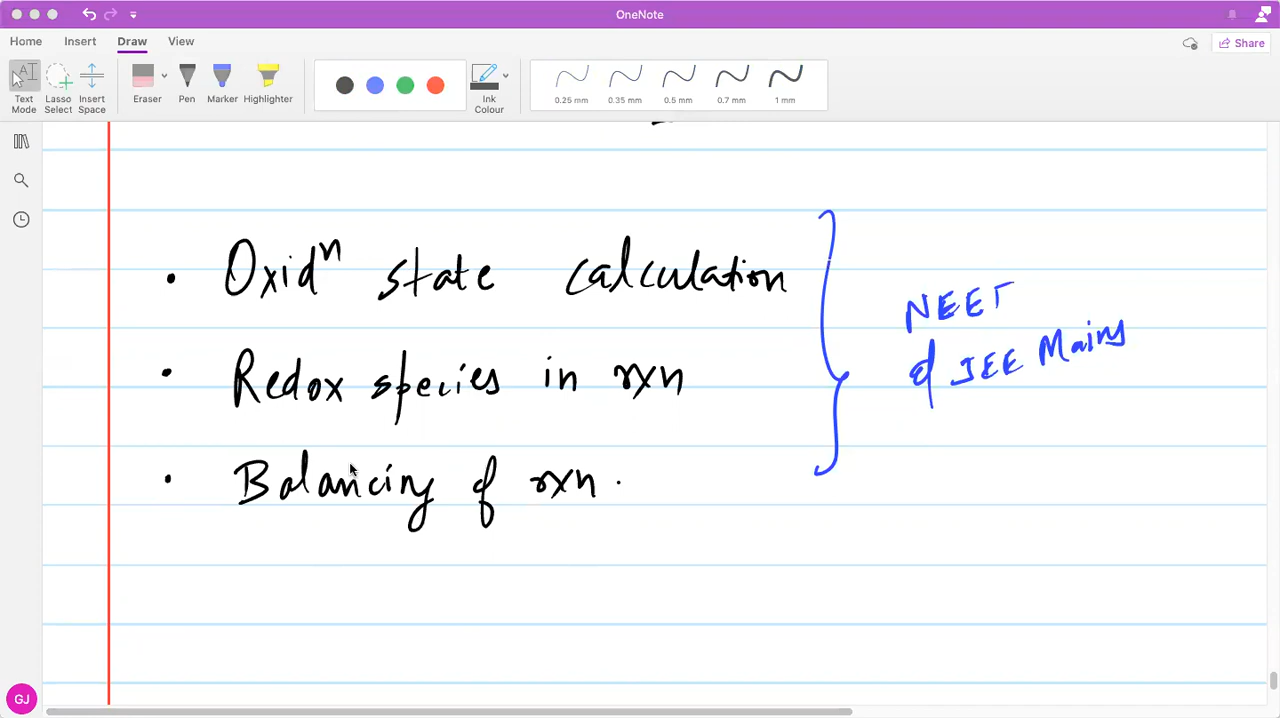 OneNote
Home Insert Draw View
Share
Text Mode
Lasso Select
Insert Space
Eraser
Pen
Marker
Highlighter
Ink Colour
0.25 mm 0.35 mm 0.5 mm 0.7 mm 1 mm
• Oxidⁿ state calculation
• Redox species in rxn
• Balancing of rxn .
NEET
& JEE Mains
GJ